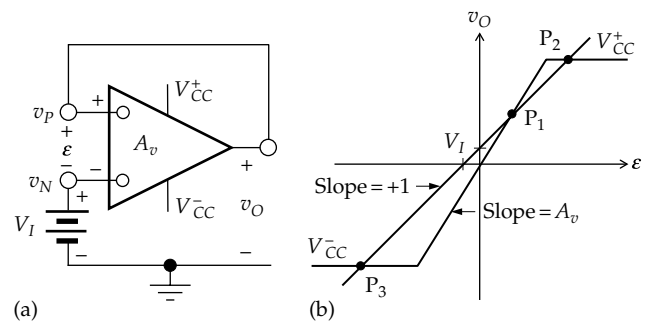 v_P
+
ε
−
v_N
+
V_I
−
+
−
A_v
V_CC^+
V_CC^−
+
v_O
−
(a)
v_O
P_2
V_CC^+
P_1
V_I
ε
Slope = +1
Slope = A_v
V_CC^−
P_3
(b)